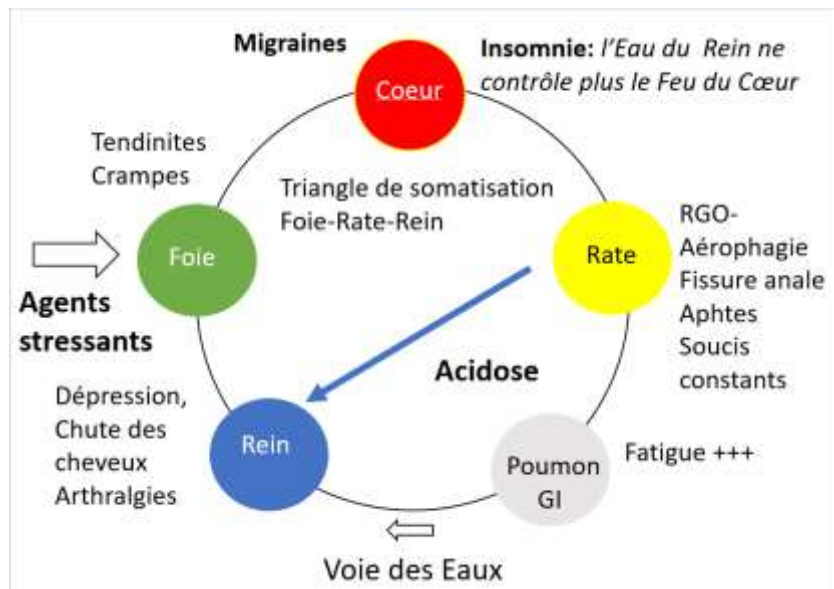 Migraines
Insomnie: l'Eau du Rein ne
contrôle plus le Feu du Cœur
Coeur
Tendinites
Crampes
Triangle de somatisation
Foie-Rate-Rein
Foie
Rate
RGO-
Aérophagie
Fissure anale
Aphtes
Soucis
constants
Agents
stressants
Acidose
Dépression,
Chute des
cheveux
Arthralgies
Rein
Poumon
GI
Fatigue +++
Voie des Eaux